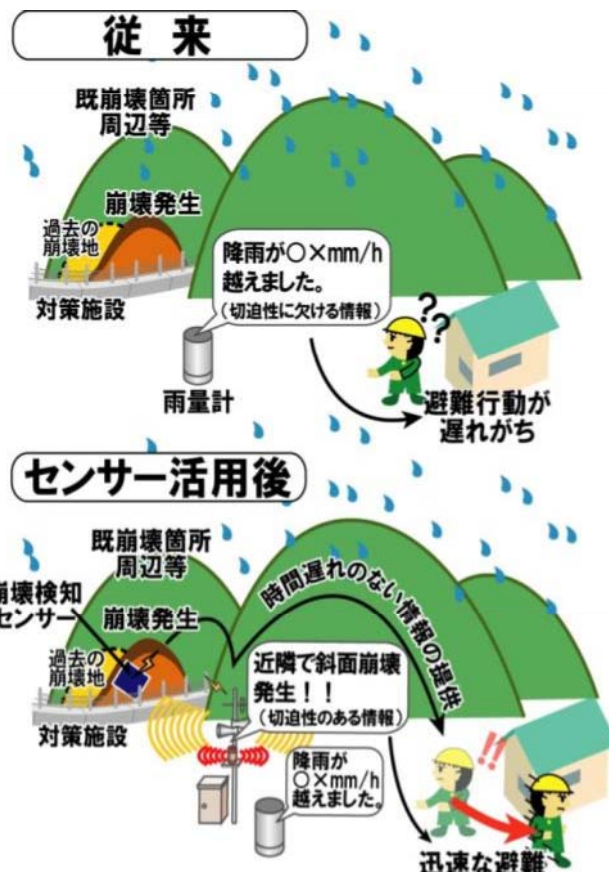 従来
既崩壊箇所
周辺等
崩壊発生
過去の
崩壊地
対策施設
降雨が○×mm/h
越えました。
(切迫性に欠ける情報)
雨量計
??
避難行動が
遅れがち
センサー活用後
既崩壊箇所
周辺等
崩壊検知
センサー
崩壊発生
過去の
崩壊地
対策施設
時間遅れのない情報の提供
近隣で斜面崩壊
発生！！
(切迫性のある情報)
降雨が
○×mm/h
越えました。
!!
迅速な避難